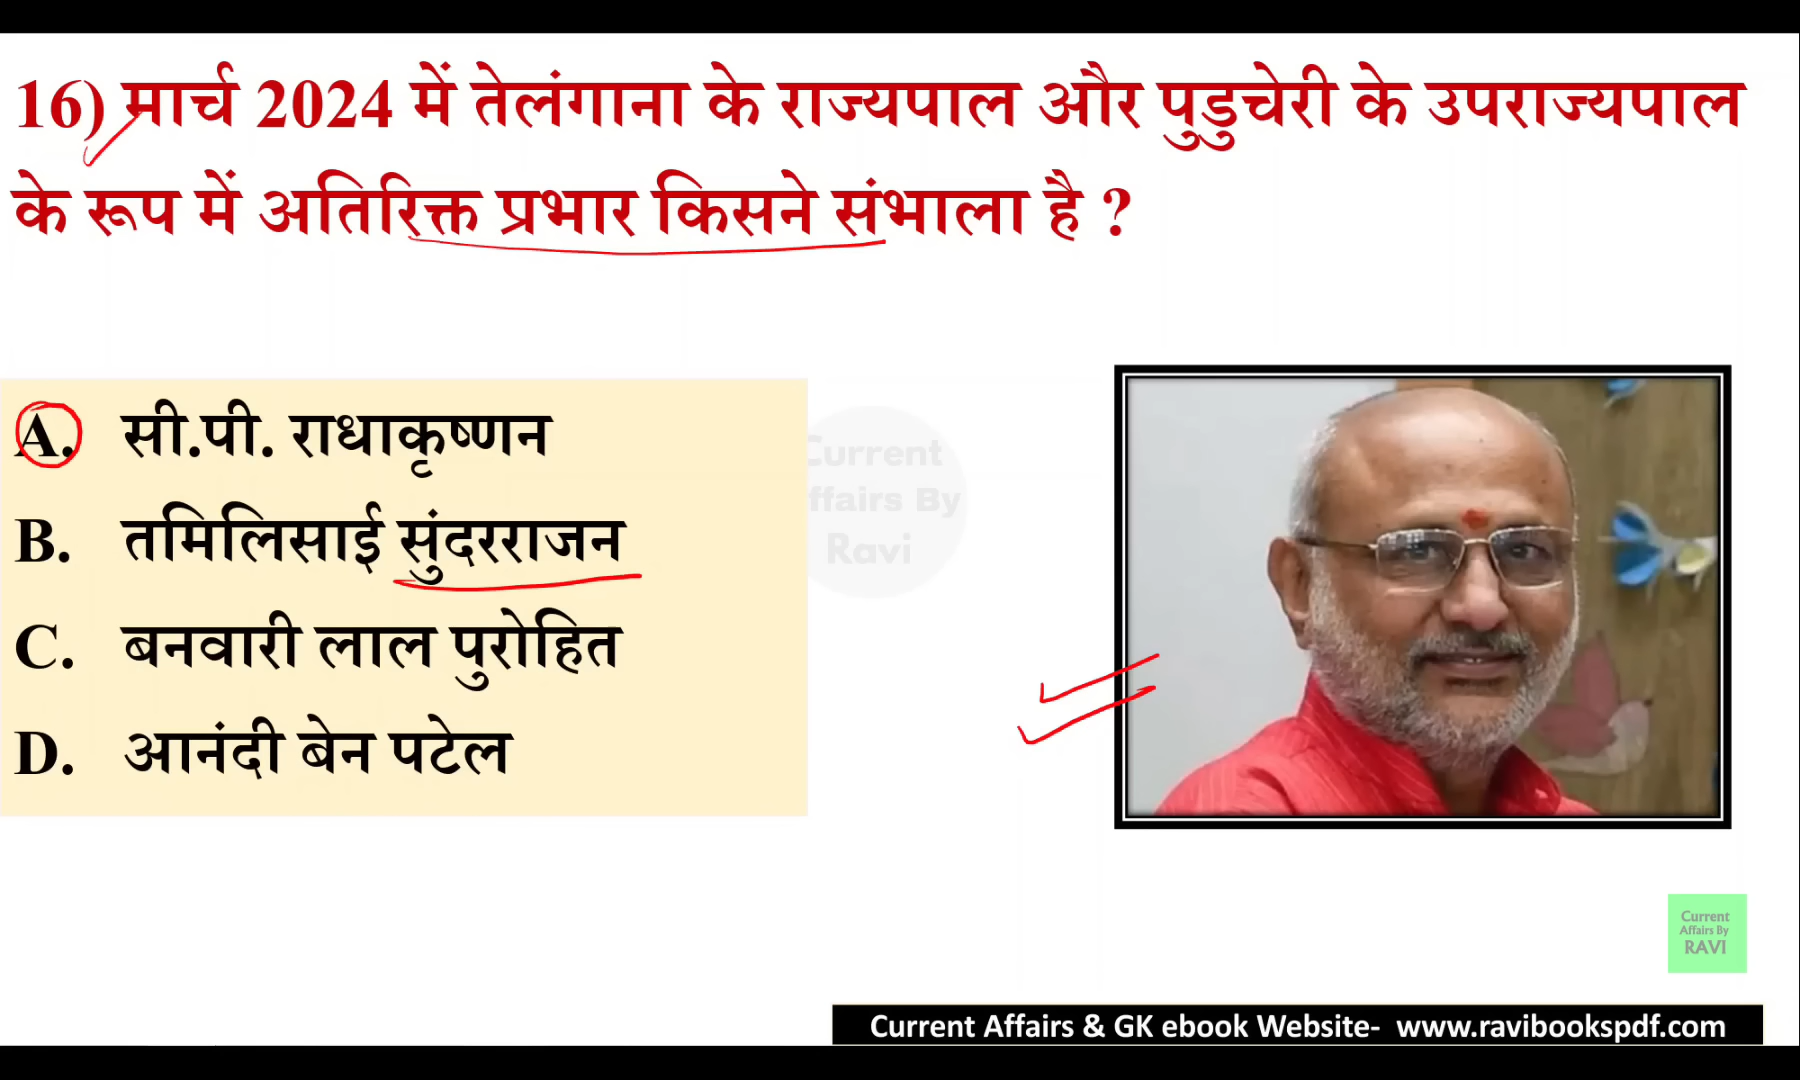 16) मार्च 2024 में तेलंगाना के राज्यपाल और पुडुचेरी के उपराज्यपाल
के रूप में अतिरिक्त प्रभार किसने संभाला है ?
A. सी.पी. राधाकृष्णन
B. तमिलिसाई सुंदरराजन
C. बनवारी लाल पुरोहित
D. आनंदी बेन पटेल
Current
ffairs By
Ravi
Current
Affairs By
RAVI
Current Affairs & GK ebook Website- www.ravibookspdf.com